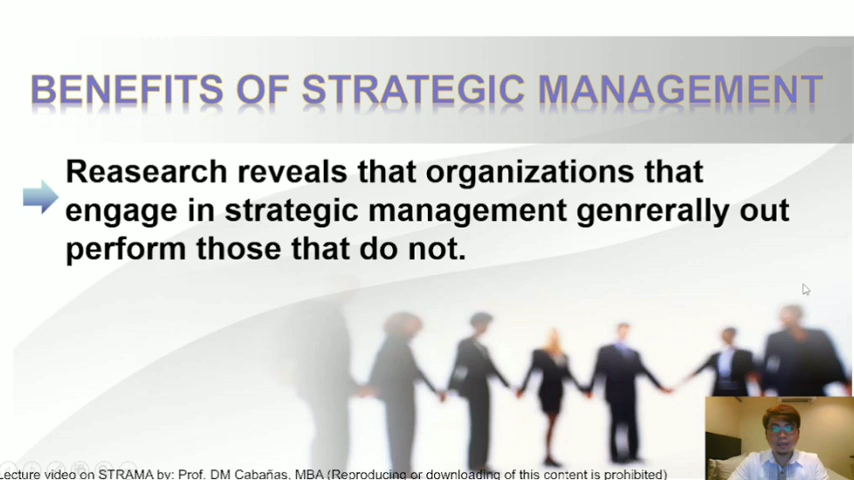 BENEFITS OF STRATEGIC MANAGEMENT
Reasearch reveals that organizations that
engage in strategic management genrerally out
perform those that do not.
Lecture video on STRAMA by: Prof. DM Cabañas, MBA (Reproducing or downloading of this content is prohibited)